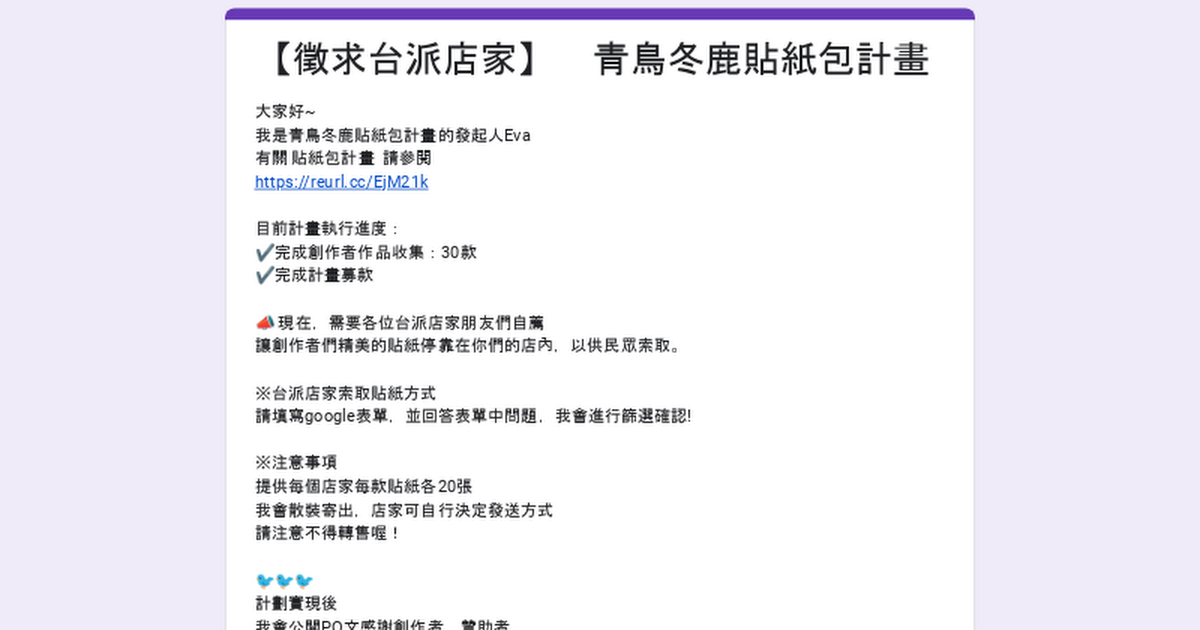 【徵求台派店家】　青鳥冬鹿貼紙包計畫
大家好~
我是青鳥冬鹿貼紙包計畫的發起人Eva
有關貼紙包計畫 請參閱
https://reurl.cc/EjM21k
目前計畫執行進度：
✔️完成創作者作品收集：30款
✔️完成計畫募款
📣現在，需要各位台派店家朋友們自薦
讓創作者們精美的貼紙停靠在你們的店內，以供民眾索取。
※台派店家索取貼紙方式
請填寫google表單，並回答表單中問題，我會進行篩選確認!
※注意事項
提供每個店家每款貼紙各20張
我會散裝寄出，店家可自行決定發送方式
請注意不得轉售喔！
🐦🐦🐦
計劃實現後
我會公開PO文感謝創作者、贊助者